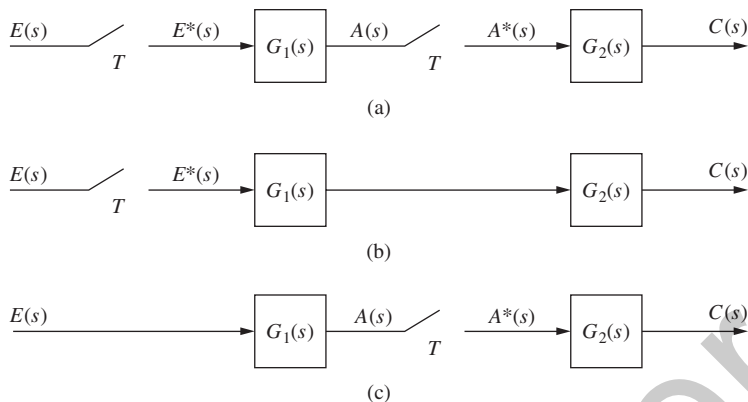 E(s) T E*(s) G₁(s) A(s) T A*(s) G₂(s) C(s)
(a)
E(s) T E*(s) G₁(s) G₂(s) C(s)
(b)
E(s) G₁(s) A(s) T A*(s) G₂(s) C(s)
(c)